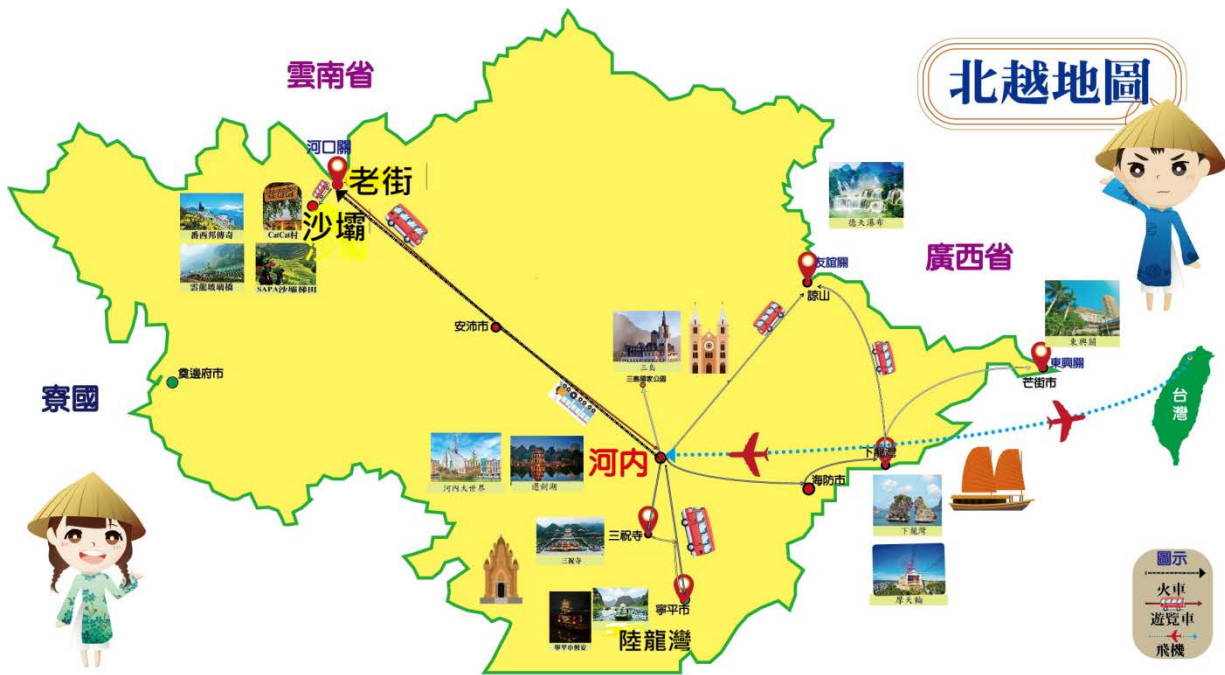 北越地圖
雲南省
河口關
老街
沙壩
番西邦傳奇
CatCat村
雲龍玻璃橋
SAPA沙壩梯田
德天瀑布
友誼關
諒山
廣西省
東興關
東興關
芒街市
安沛市
三島
三島國家公園
奠邊府市
寮國
台灣
河內
河內大世界
還劍湖
下龍灣
海防市
下龍灣
摩天輪
三祝寺
三祝寺
寧平市
陸龍灣
圖示
火車
遊覽車
飛機